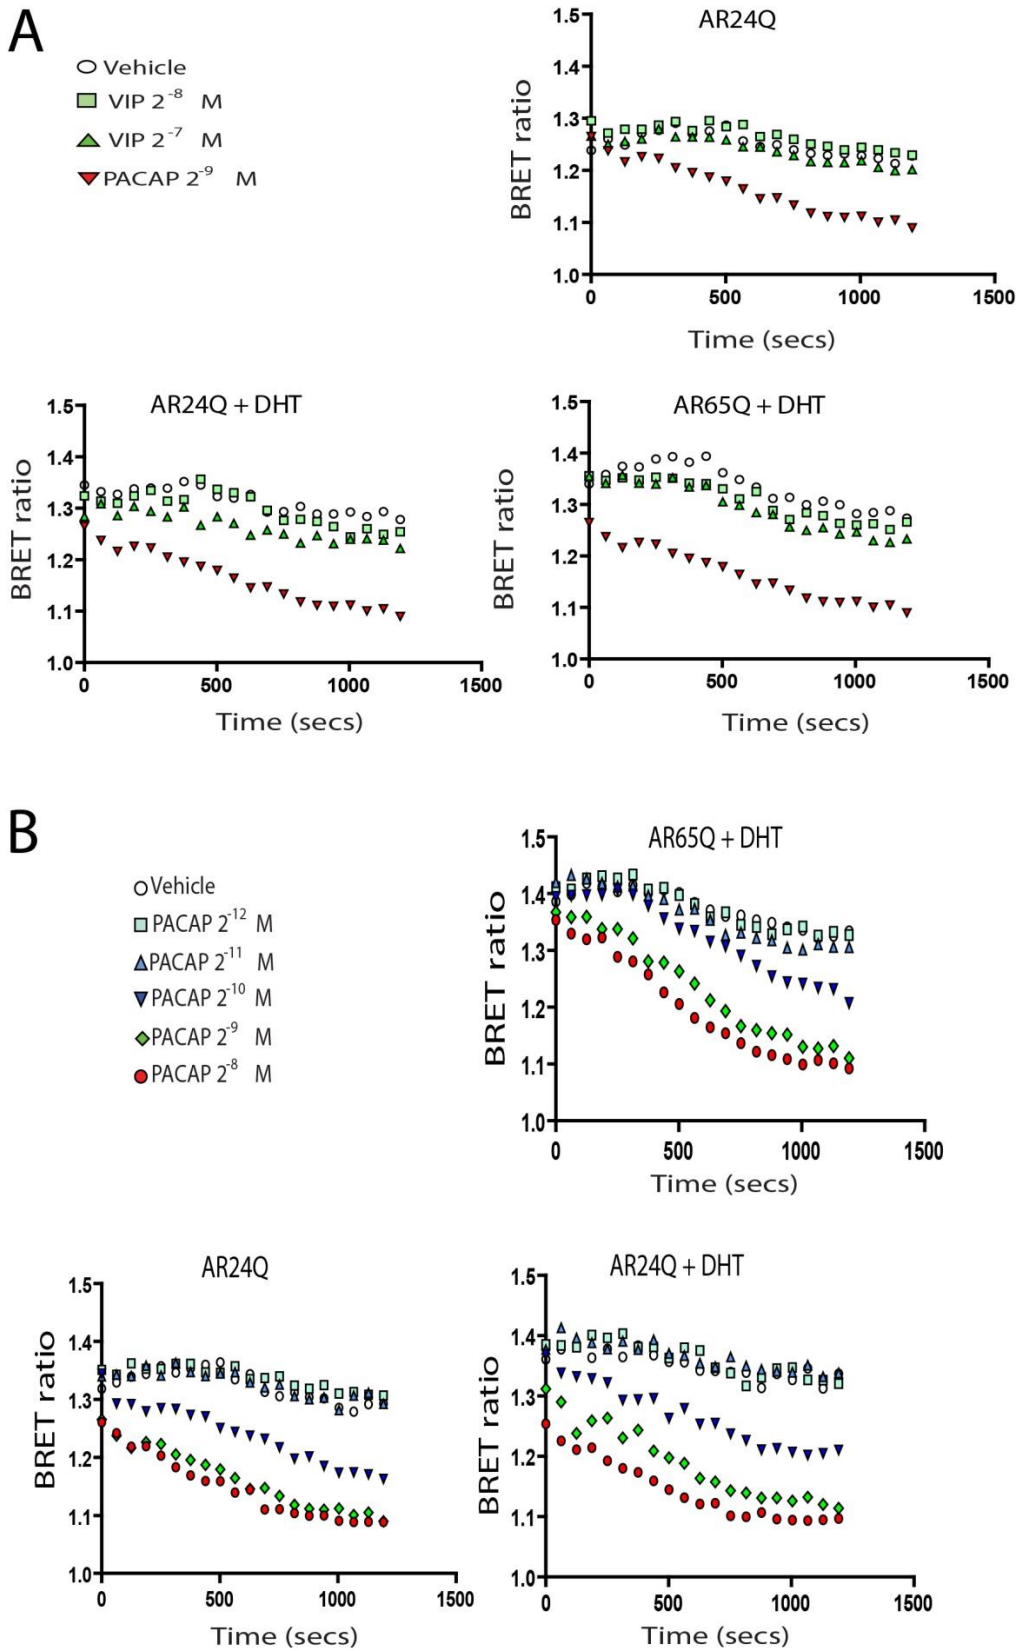 A
Vehicle
VIP 2⁻⁸ M
VIP 2⁻⁷ M
PACAP 2⁻⁹ M
AR24Q
BRET ratio
1.5
1.4
1.3
1.2
1.1
1.0
0 500 1000 1500
Time (secs)
AR24Q + DHT
BRET ratio
1.5
1.4
1.3
1.2
1.1
1.0
0 500 1000 1500
Time (secs)
AR65Q + DHT
BRET ratio
1.5
1.4
1.3
1.2
1.1
1.0
0 500 1000 1500
Time (secs)
B
Vehicle
PACAP 2⁻¹² M
PACAP 2⁻¹¹ M
PACAP 2⁻¹⁰ M
PACAP 2⁻⁹ M
PACAP 2⁻⁸ M
AR65Q + DHT
BRET ratio
1.5
1.4
1.3
1.2
1.1
1.0
0 500 1000 1500
Time (secs)
AR24Q
BRET ratio
1.5
1.4
1.3
1.2
1.1
1.0
0 500 1000 1500
Time (secs)
AR24Q + DHT
BRET ratio
1.5
1.4
1.3
1.2
1.1
1.0
0 500 1000 1500
Time (secs)